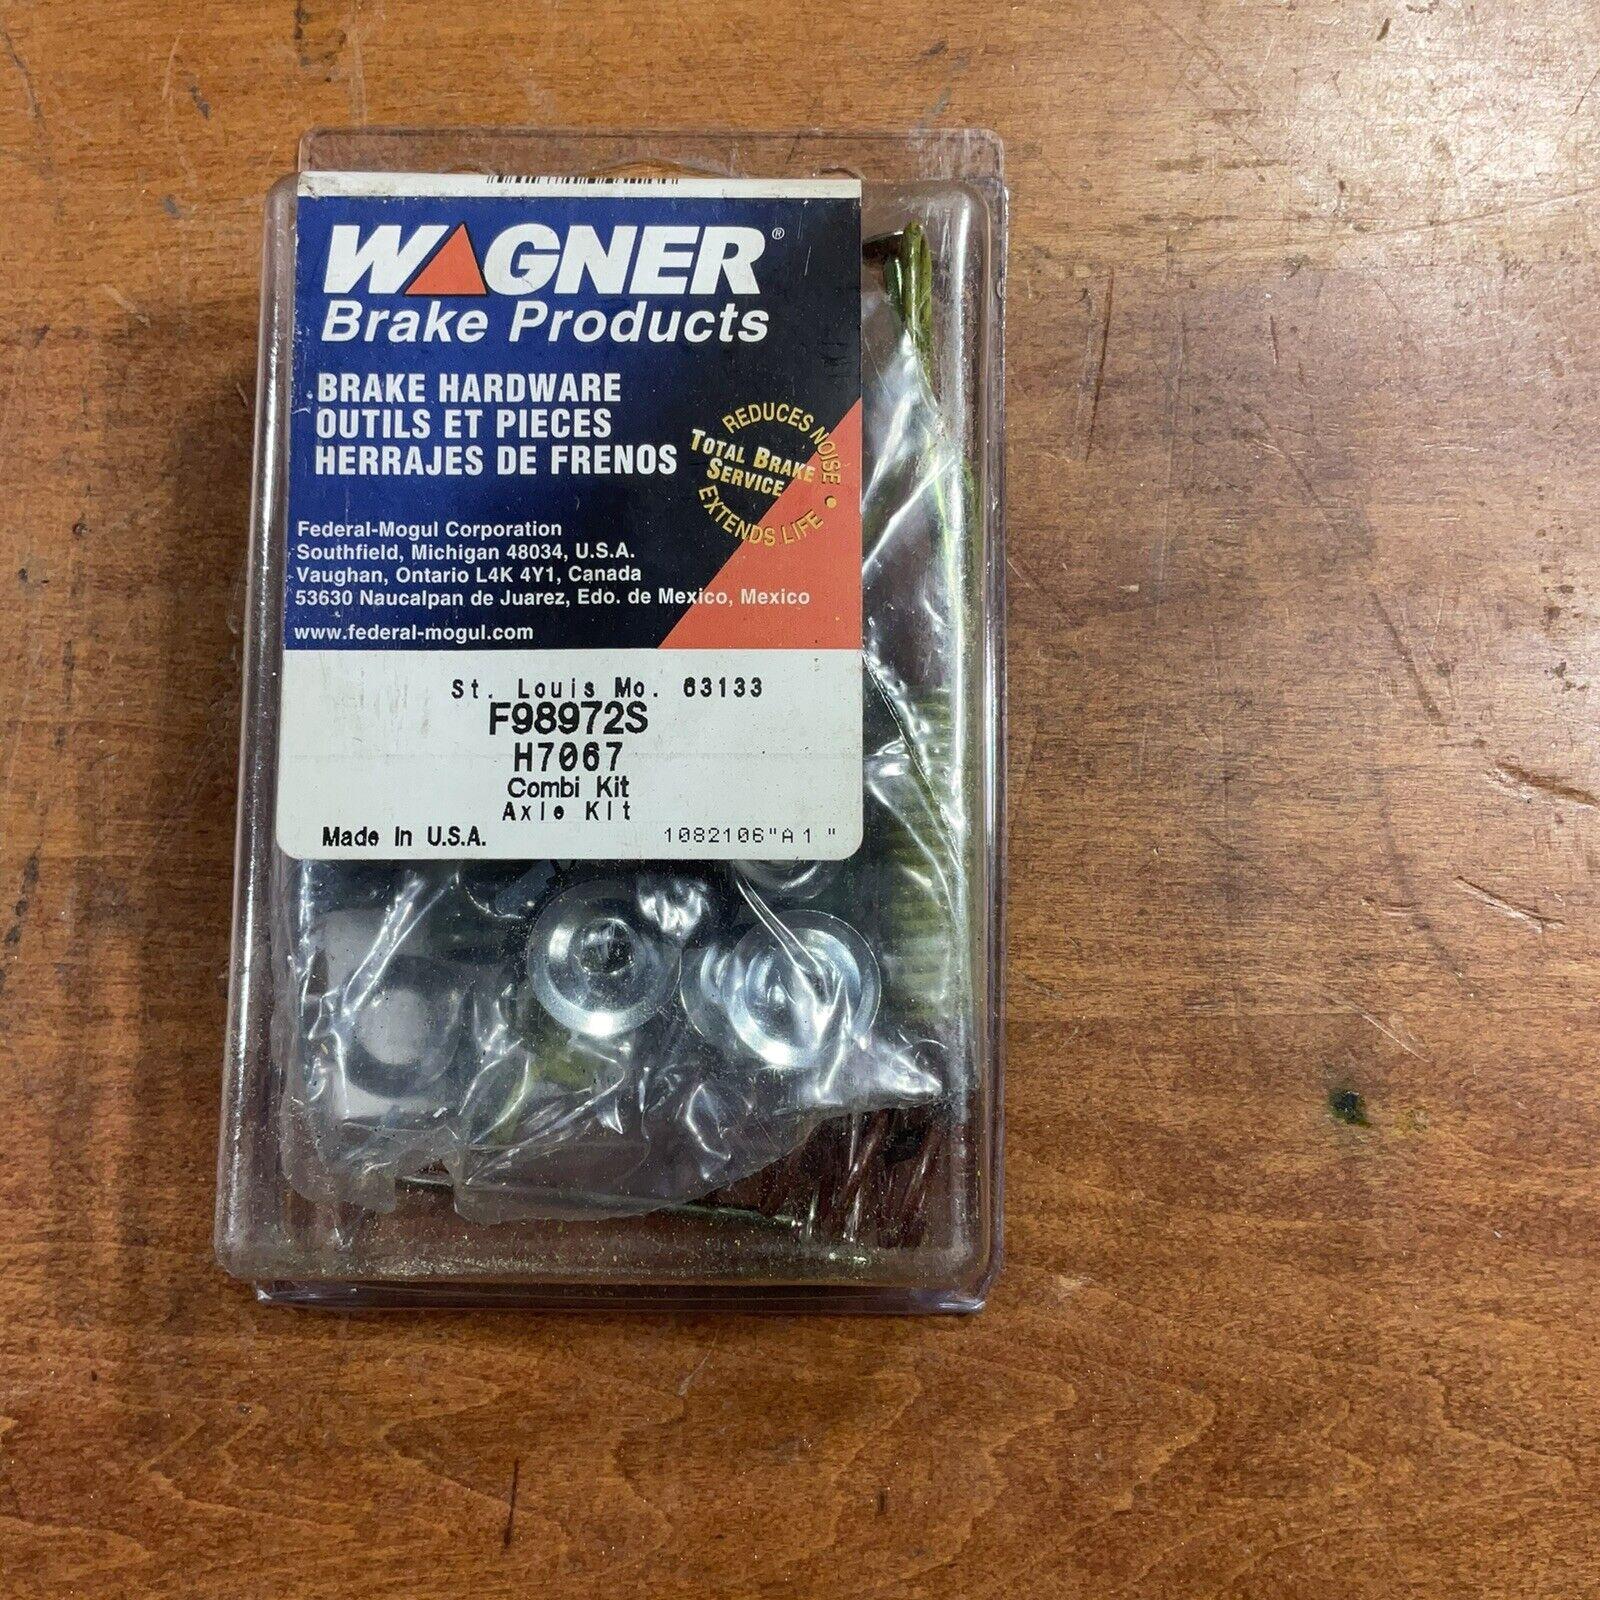 WAGNER®
Brake Products
BRAKE HARDWARE
OUTILS ET PIECES
HERRAJES DE FRENOS
REDUCES NOISE •
TOTAL BRAKE
SERVICE
EXTENDS LIFE
Federal-Mogul Corporation
Southfield, Michigan 48034, U.S.A.
Vaughan, Ontario L4K 4Y1, Canada
53630 Naucalpan de Juarez, Edo. de Mexico, Mexico
www.federal-mogul.com
St. Louis Mo. 63133
F98972S
H7067
Combi Kit
Axle Kit
Made In U.S.A.
1082106"A1 "